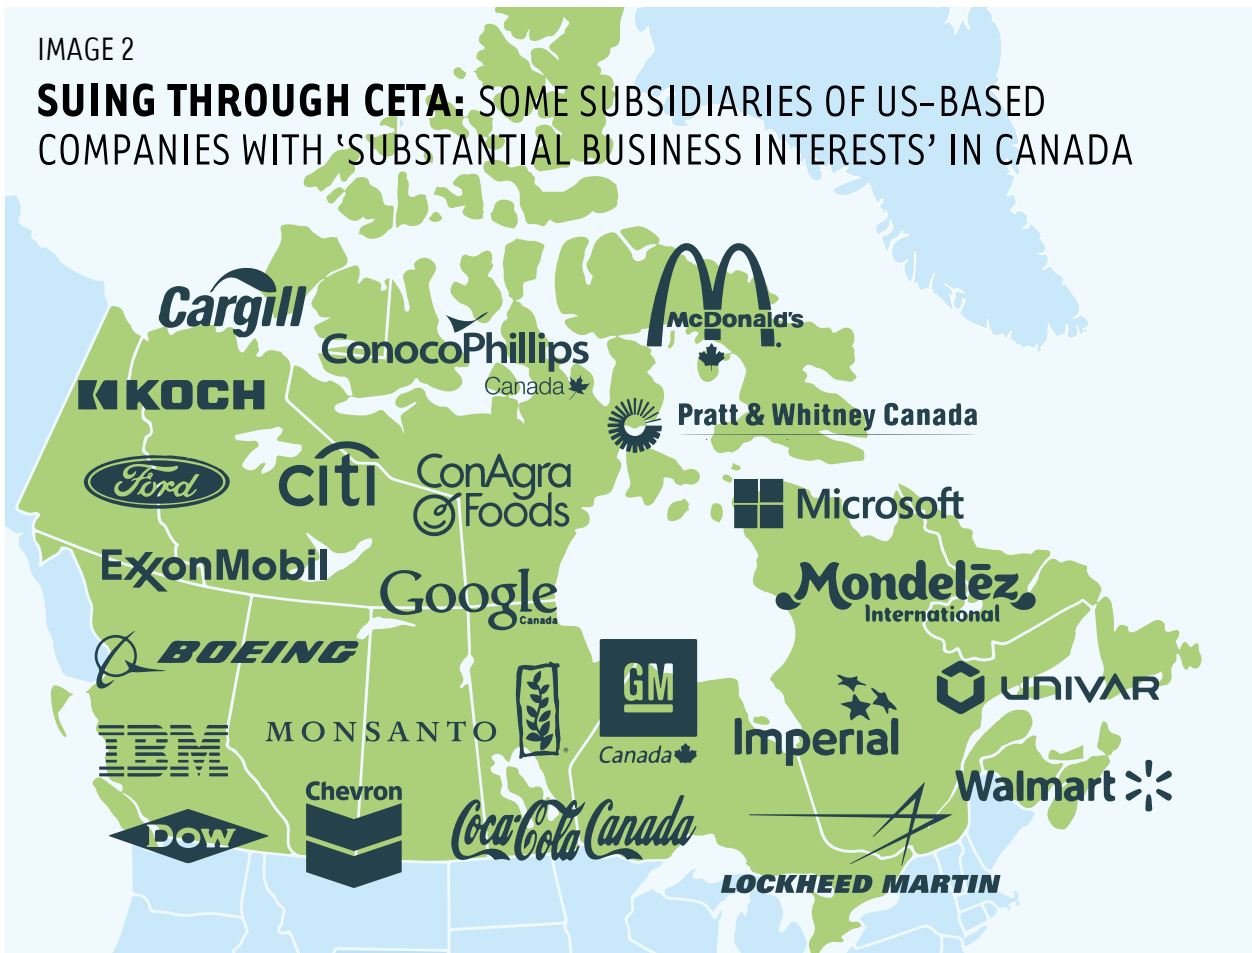 IMAGE 2
SUING THROUGH CETA: SOME SUBSIDIARIES OF US-BASED
COMPANIES WITH ‘SUBSTANTIAL BUSINESS INTERESTS’ IN CANADA
Cargill
McDonald's
ConocoPhillips
Canada
KOCH
Pratt & Whitney Canada
Ford
citi
ConAgra
Foods
Microsoft
ExxonMobil
Google
Canada
Mondelēz
International
BOEING
GM
Canada
UNIVAR
IBM
MONSANTO
Imperial
Walmart
Chevron
Dow
Coca-Cola Canada
LOCKHEED MARTIN